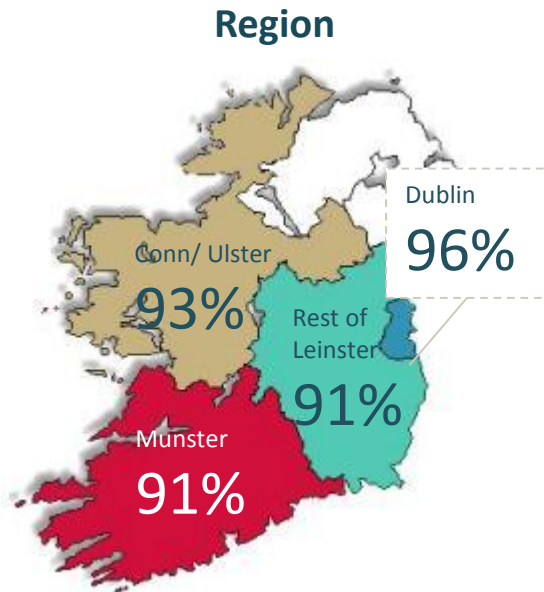 Region
Dublin
96%
Conn/ Ulster
93%
Rest of
Leinster
91%
Munster
91%